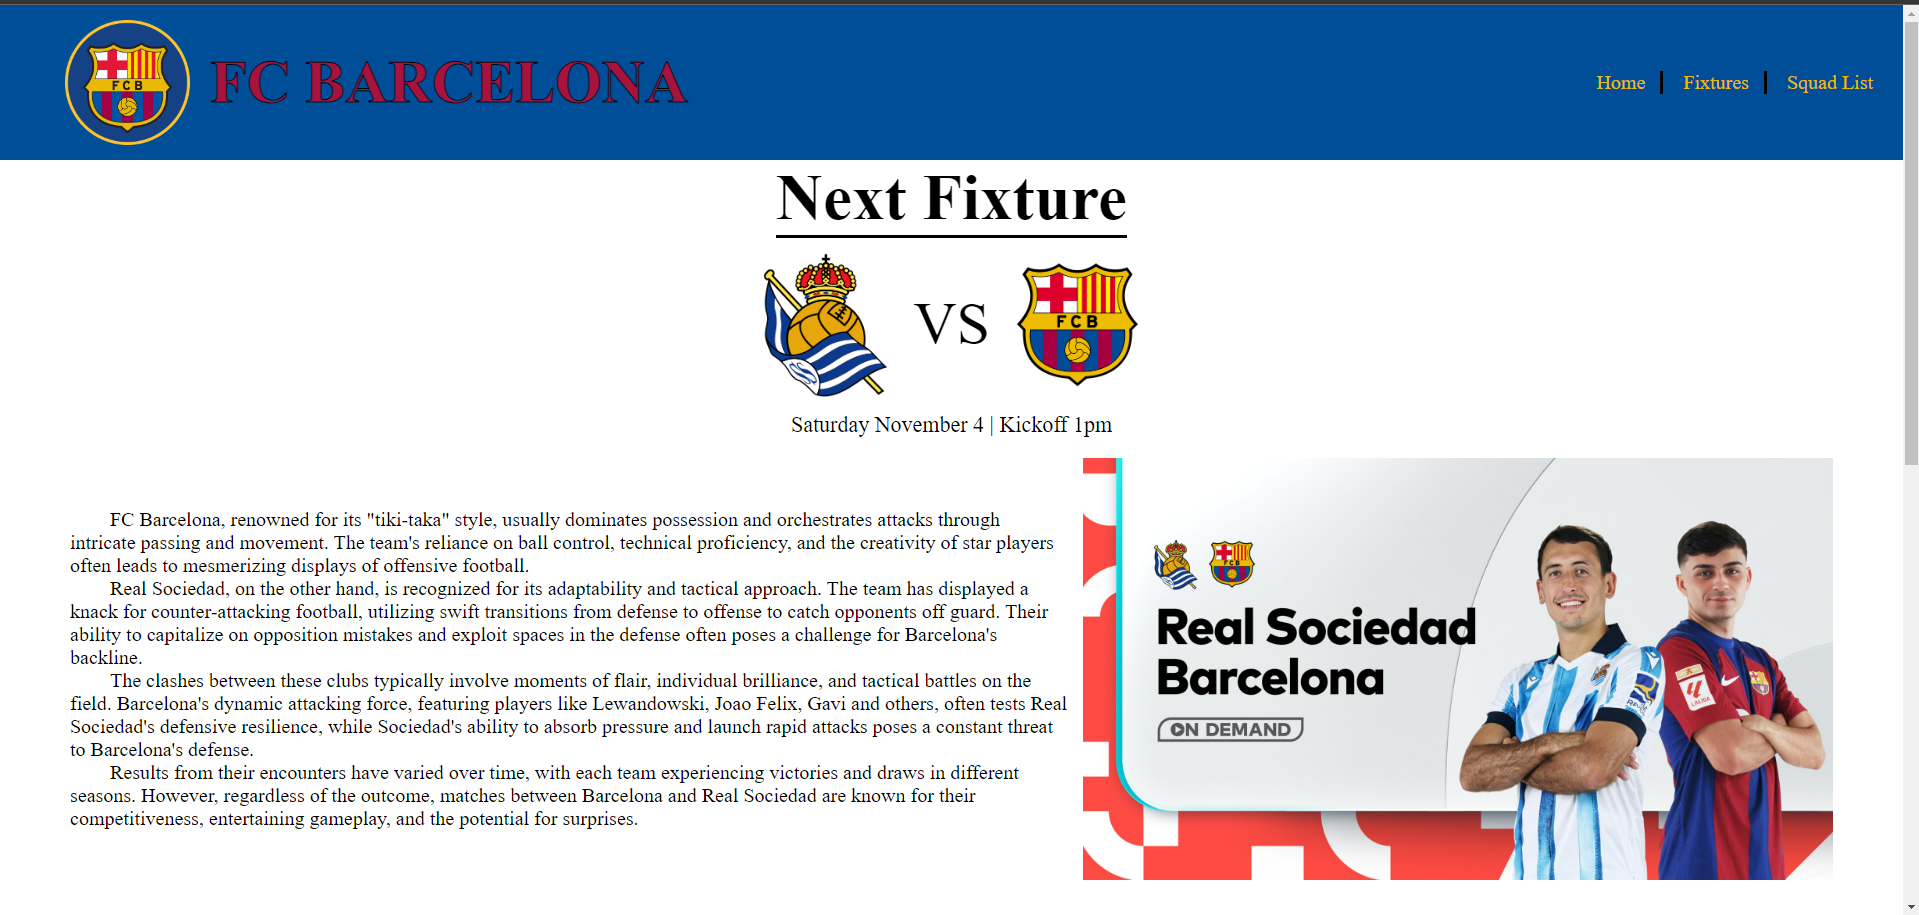 FCB
FC BARCELONA
Home
Fixtures
Squad List
Next Fixture
VS
FCB
Saturday November 4 | Kickoff 1pm
FC Barcelona, renowned for its "tiki-taka" style, usually dominates possession and orchestrates attacks through
intricate passing and movement. The team's reliance on ball control, technical proficiency, and the creativity of star players
often leads to mesmerizing displays of offensive football.
Real Sociedad, on the other hand, is recognized for its adaptability and tactical approach. The team has displayed a
knack for counter-attacking football, utilizing swift transitions from defense to offense to catch opponents off guard. Their
ability to capitalize on opposition mistakes and exploit spaces in the defense often poses a challenge for Barcelona's
backline.
The clashes between these clubs typically involve moments of flair, individual brilliance, and tactical battles on the
field. Barcelona's dynamic attacking force, featuring players like Lewandowski, Joao Felix, Gavi and others, often tests Real
Sociedad's defensive resilience, while Sociedad's ability to absorb pressure and launch rapid attacks poses a constant threat
to Barcelona's defense.
Results from their encounters have varied over time, with each team experiencing victories and draws in different
seasons. However, regardless of the outcome, matches between Barcelona and Real Sociedad are known for their
competitiveness, entertaining gameplay, and the potential for surprises.
FCB
Real Sociedad
Barcelona
ON DEMAND
LALIGA